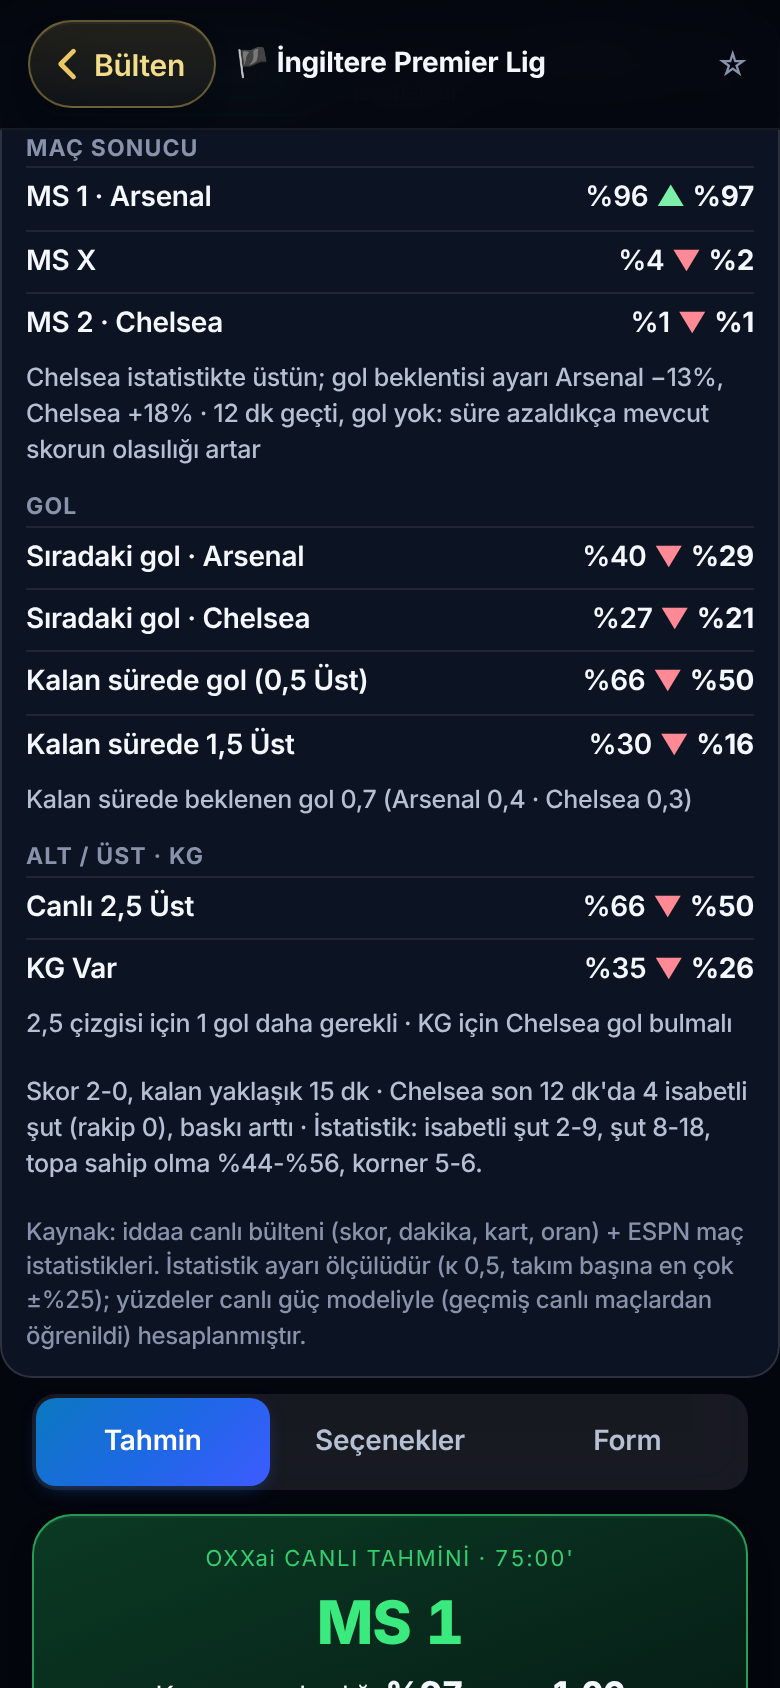 Bülten
İngiltere Premier Lig
MAÇ SONUCU
MS 1 · Arsenal %96 ▲ %97
MS X %4 ▼ %2
MS 2 · Chelsea %1 ▼ %1
Chelsea istatistikte üstün; gol beklentisi ayarı Arsenal −13%,
Chelsea +18% · 12 dk geçti, gol yok: süre azaldıkça mevcut
skorun olasılığı artar
GOL
Sıradaki gol · Arsenal %40 ▼ %29
Sıradaki gol · Chelsea %27 ▼ %21
Kalan sürede gol (0,5 Üst) %66 ▼ %50
Kalan sürede 1,5 Üst %30 ▼ %16
Kalan sürede beklenen gol 0,7 (Arsenal 0,4 · Chelsea 0,3)
ALT / ÜST · KG
Canlı 2,5 Üst %66 ▼ %50
KG Var %35 ▼ %26
2,5 çizgisi için 1 gol daha gerekli · KG için Chelsea gol bulmalı
Skor 2-0, kalan yaklaşık 15 dk · Chelsea son 12 dk'da 4 isabetli
şut (rakip 0), baskı arttı · İstatistik: isabetli şut 2-9, şut 8-18,
topa sahip olma %44-%56, korner 5-6.
Kaynak: iddaa canlı bülteni (skor, dakika, kart, oran) + ESPN maç
istatistikleri. İstatistik ayarı ölçülüdür (κ 0,5, takım başına en çok
±%25); yüzdeler canlı güç modeliyle (geçmiş canlı maçlardan
öğrenildi) hesaplanmıştır.
Tahmin Seçenekler Form
OXXai CANLI TAHMİNİ · 75:00'
MS 1